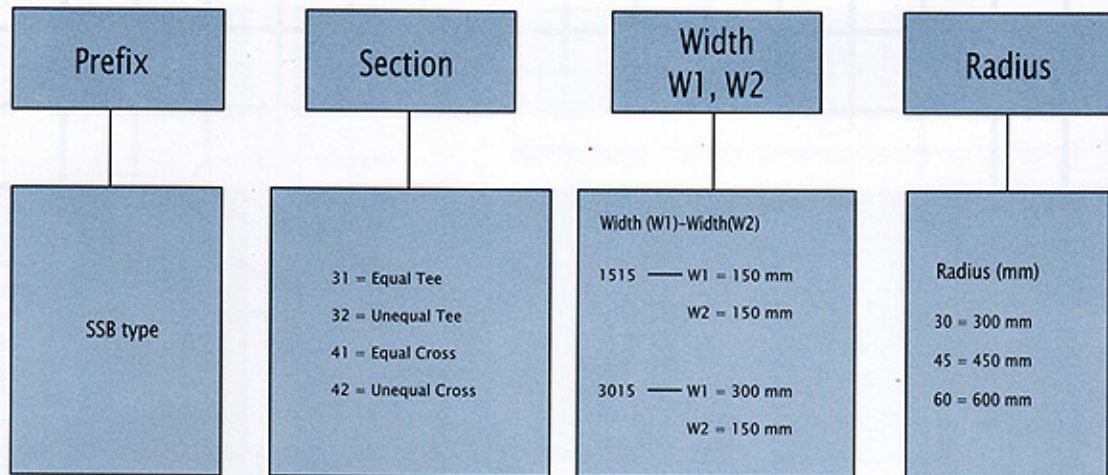 Prefix
Section
Width
W1, W2
Radius
SSB type
31 = Equal Tee
32 = Unequal Tee
41 = Equal Cross
42 = Unequal Cross
Width (W1)-Width(W2)
1515 —— W1 = 150 mm
W2 = 150 mm
3015 —— W1 = 300 mm
W2 = 150 mm
Radius (mm)
30 = 300 mm
45 = 450 mm
60 = 600 mm